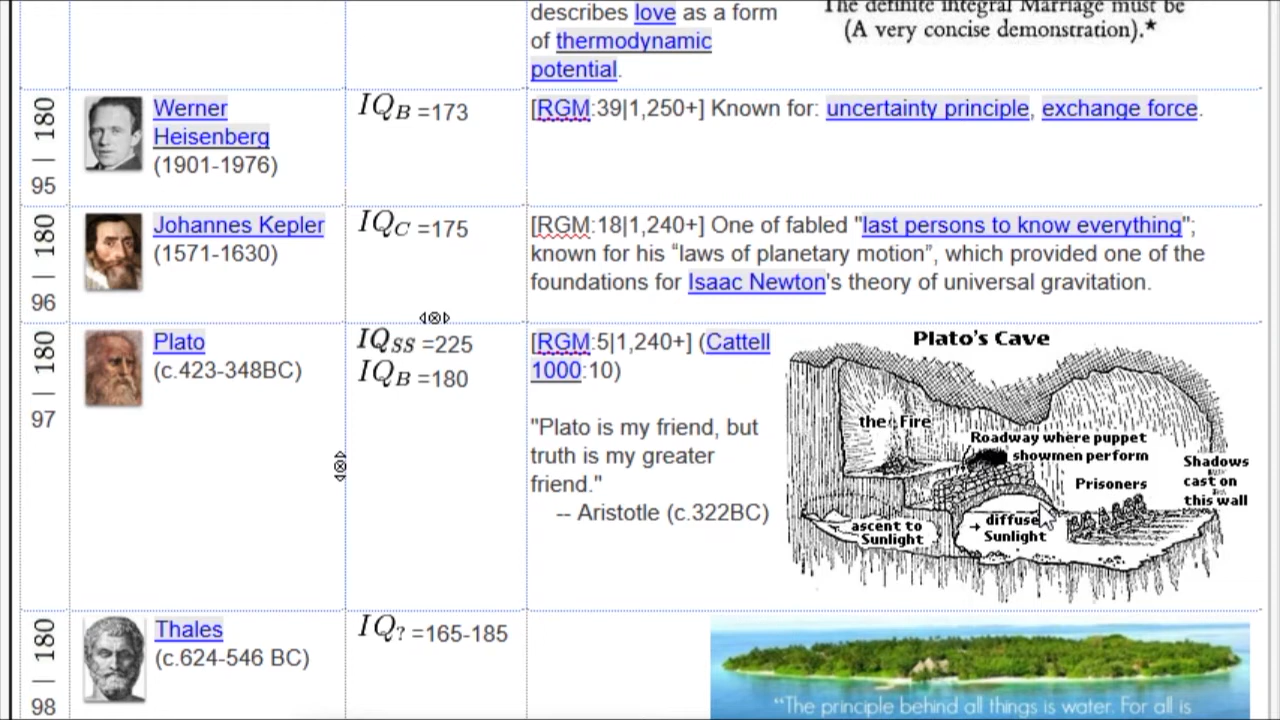 describes love as a form
of thermodynamic
potential.
The definite integral Marriage must be
(A very concise demonstration).*
180
—
95
Werner
Heisenberg
(1901-1976)
IQB =173
[RGM:39|1,250+] Known for: uncertainty principle, exchange force.
180
—
96
Johannes Kepler
(1571-1630)
IQC =175
[RGM:18|1,240+] One of fabled "last persons to know everything";
known for his “laws of planetary motion”, which provided one of the
foundations for Isaac Newton's theory of universal gravitation.
180
—
97
Plato
(c.423-348BC)
IQSS =225
IQB =180
[RGM:5|1,240+] (Cattell
1000:10)
"Plato is my friend, but
truth is my greater
friend."
-- Aristotle (c.322BC)
Plato's Cave
the Fire
Roadway where puppet
showmen perform
Prisoners
Shadows
cast on
this wall
ascent to
Sunlight
diffuse
Sunlight
180
—
98
Thales
(c.624-546 BC)
IQ? =165-185
“The principle behind all things is water. For all is